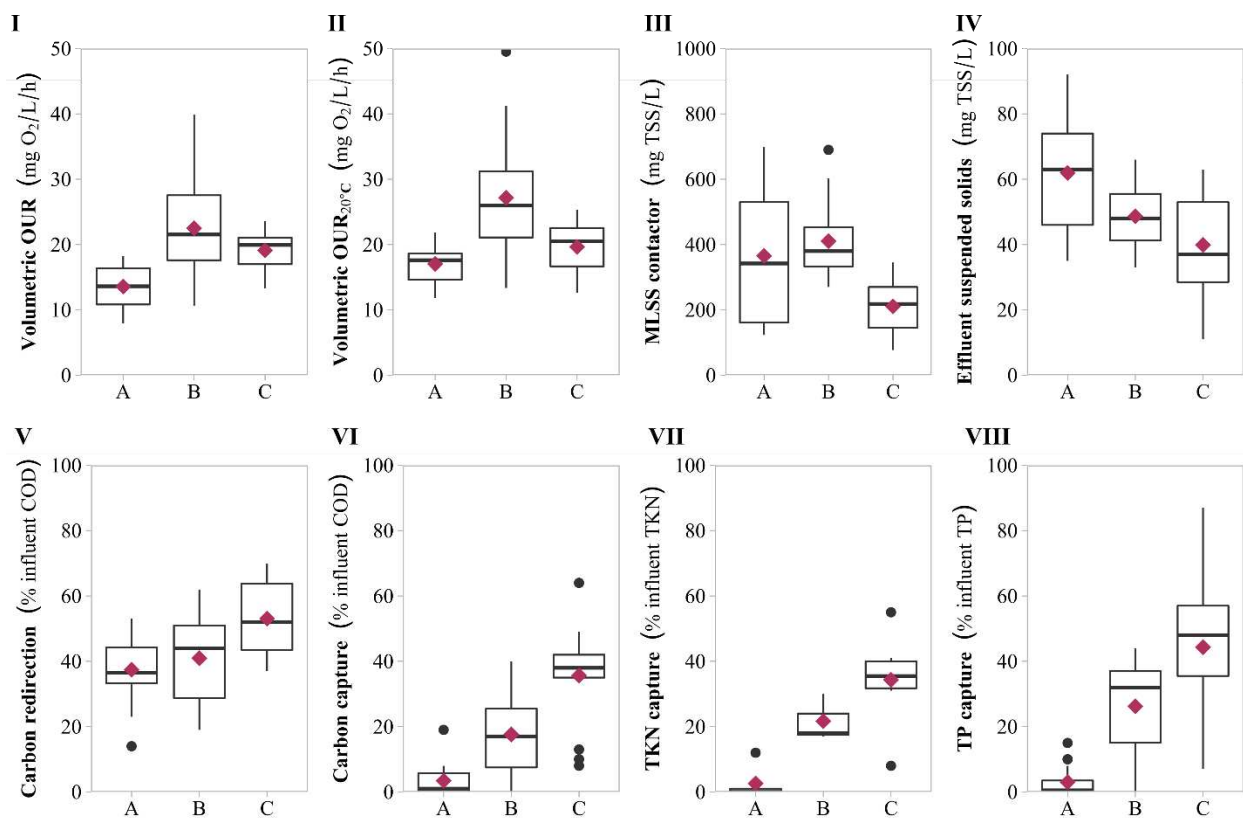 I
Volumetric OUR (mg O₂/L/h)
50
40
30
20
10
0
A B C
II
Volumetric OUR₂₀°C (mg O₂/L/h)
50
40
30
20
10
0
A B C
III
MLSS contactor (mg TSS/L)
1000
800
600
400
200
0
A B C
IV
Effluent suspended solids (mg TSS/L)
100
80
60
40
20
0
A B C
V
Carbon redirection (% influent COD)
100
80
60
40
20
0
A B C
VI
Carbon capture (% influent COD)
100
80
60
40
20
0
A B C
VII
TKN capture (% influent TKN)
100
80
60
40
20
0
A B C
VIII
TP capture (% influent TP)
100
80
60
40
20
0
A B C